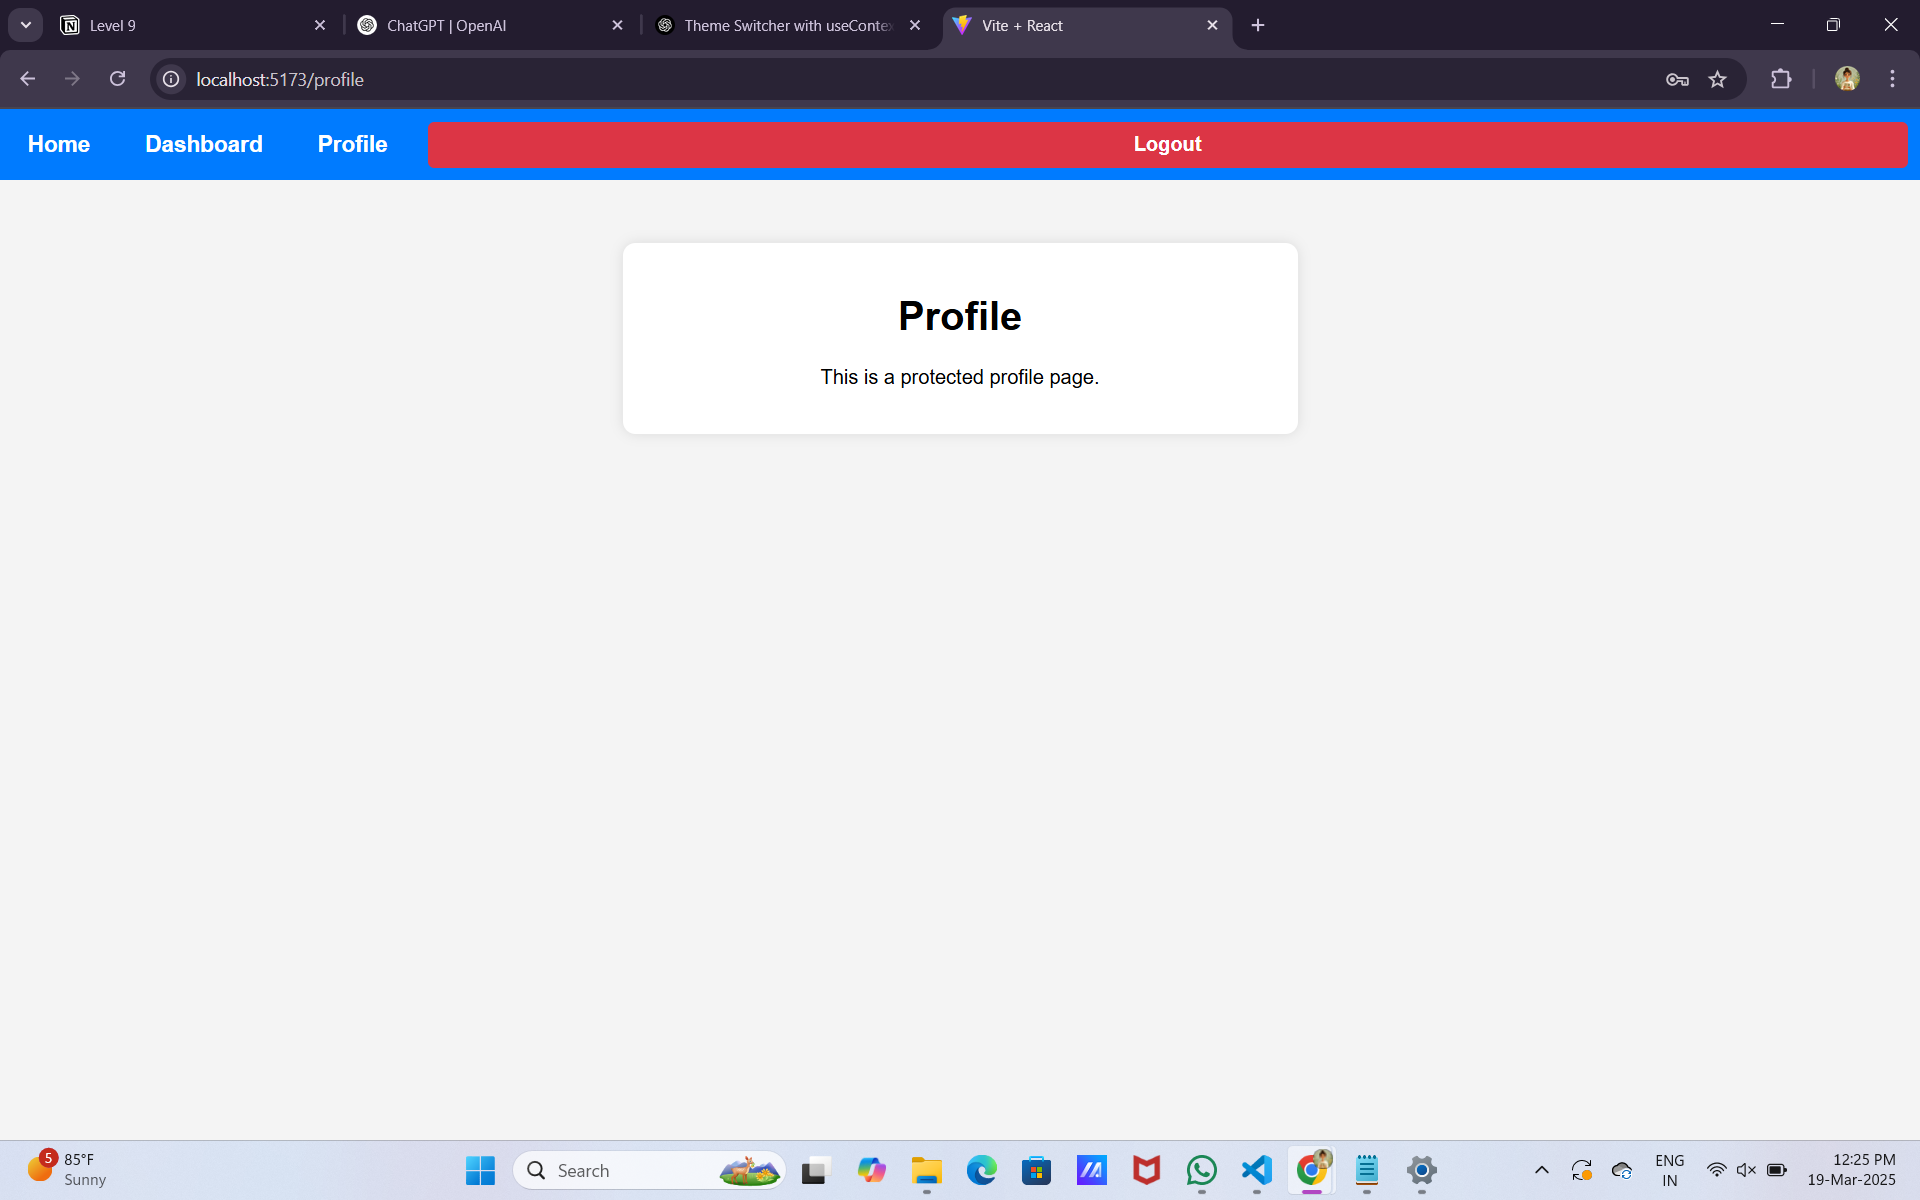 Level 9
ChatGPT | OpenAI
Theme Switcher with useContex
Vite + React
localhost:5173/profile
Home
Dashboard
Profile
Logout
Profile
This is a protected profile page.
5
85°F
Sunny
Search
ENG
IN
12:25 PM
19-Mar-2025